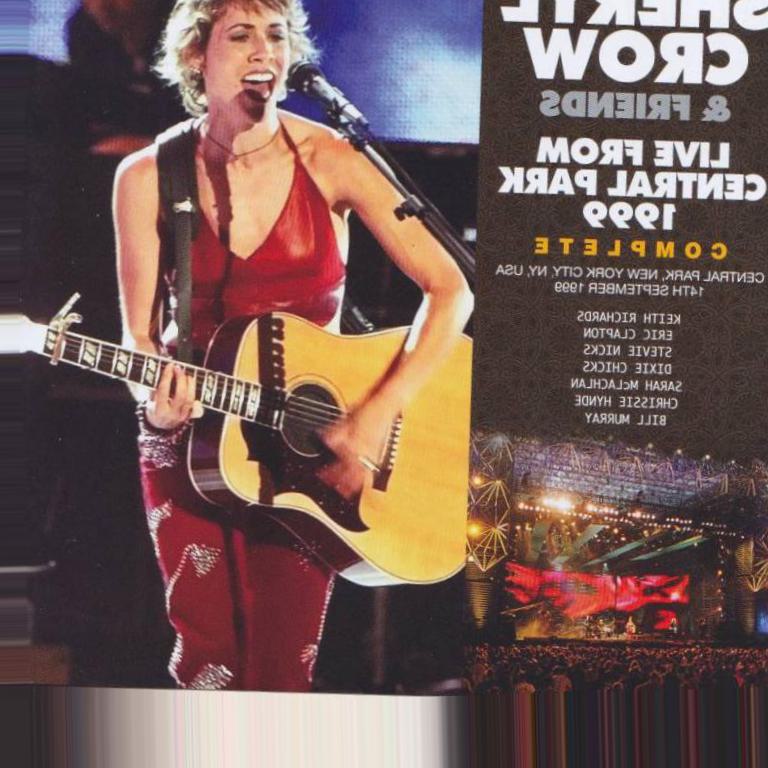 SHERYL
CROW
& FRIENDS
LIVE FROM
CENTRAL PARK
1999
COMPLETE
CENTRAL PARK, NEW YORK CITY, NY, USA
14TH SEPTEMBER 1999
KEITH RICHARDS
ERIC CLAPTON
STEVIE NICKS
DIXIE CHICKS
SARAH McLACHLAN
CHRISSIE HYNDE
BILL MURRAY